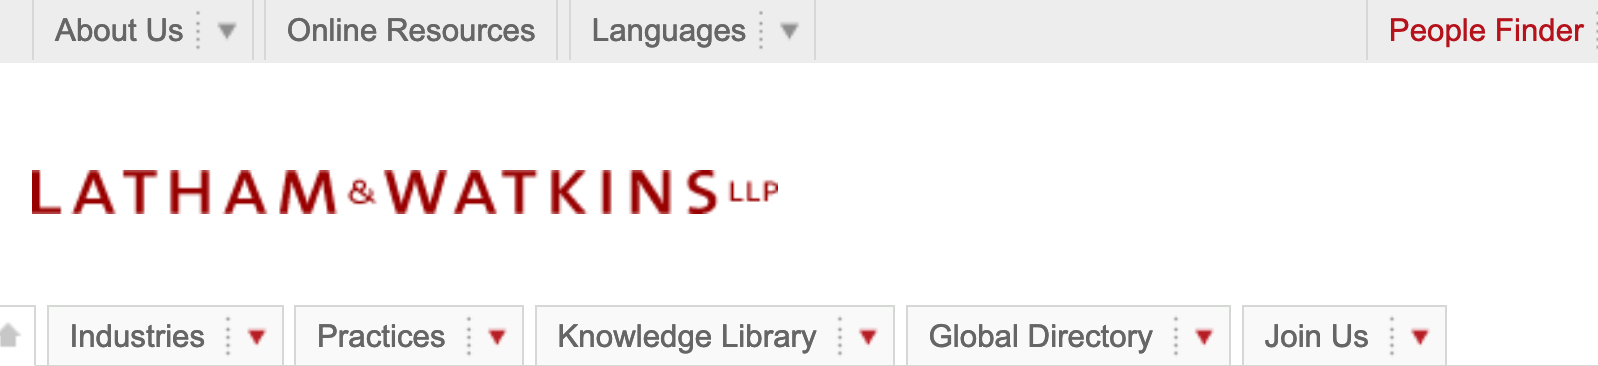 About Us Online Resources Languages People Finder
LATHAM & WATKINS LLP
Industries Practices Knowledge Library Global Directory Join Us